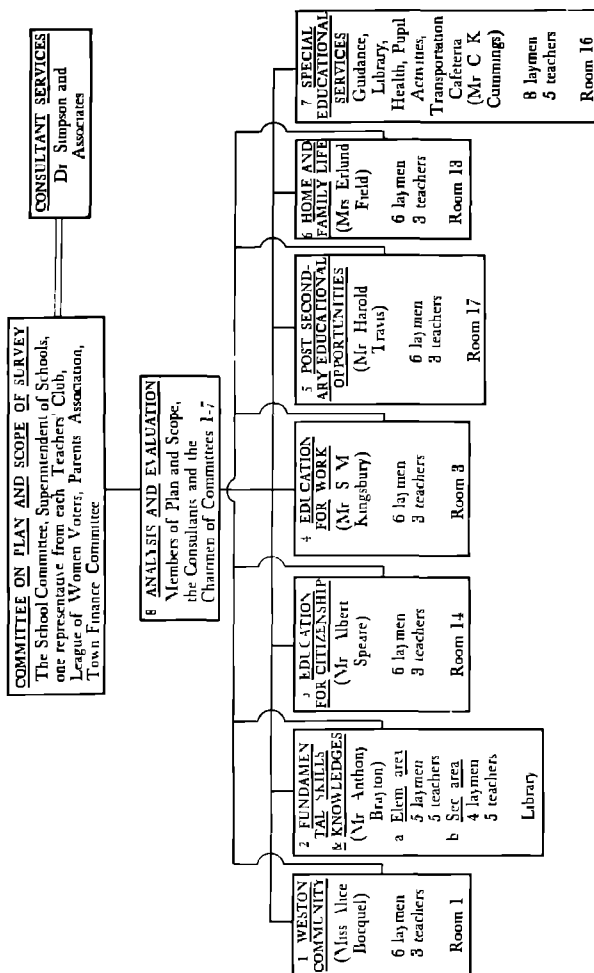 COMMITTEE ON PLAN AND SCOPE OF SURVEY
The School Committee, Superintendent of Schools,
one representative from each Teachers' Club,
League of Women Voters, Parents Association,
Town Finance Committee
CONSULTANT SERVICES
Dr Simpson and
Associates
8 ANALYSIS AND EVALUATION
Members of Plan and Scope,
the Consultants and the
Chairmen of Committees 1-7
1 WESTON
COMMUNITY
(Miss Alice
Bocquel)
6 laymen
3 teachers
Room 1
2 FUNDAMEN
TAL SKILLS
& KNOWLEDGES
(Mr Anthony
Brayton)
a Elem area
5 laymen
5 teachers
b Sec area
4 laymen
5 teachers
Library
3 EDUCATION
FOR CITIZENSHIP
(Mr Albert
Speare)
6 laymen
3 teachers
Room 14
4 EDUCATION
FOR WORK
(Mr S M
Kingsbury)
6 laymen
3 teachers
Room 3
5 POST SECOND-
ARY EDUCATIONAL
OPPORTUNITIES
(Mr Harold
Travis)
6 laymen
3 teachers
Room 17
6 HOME AND
FAMILY LIFE
(Mrs Erlund
Field)
6 laymen
3 teachers
Room 13
7 SPECIAL
EDUCATIONAL
SERVICES
Guidance,
Library,
Health, Pupil
Activities,
Transportation
Cafeteria
(Mr C K
Cummings)
8 laymen
5 teachers
Room 16